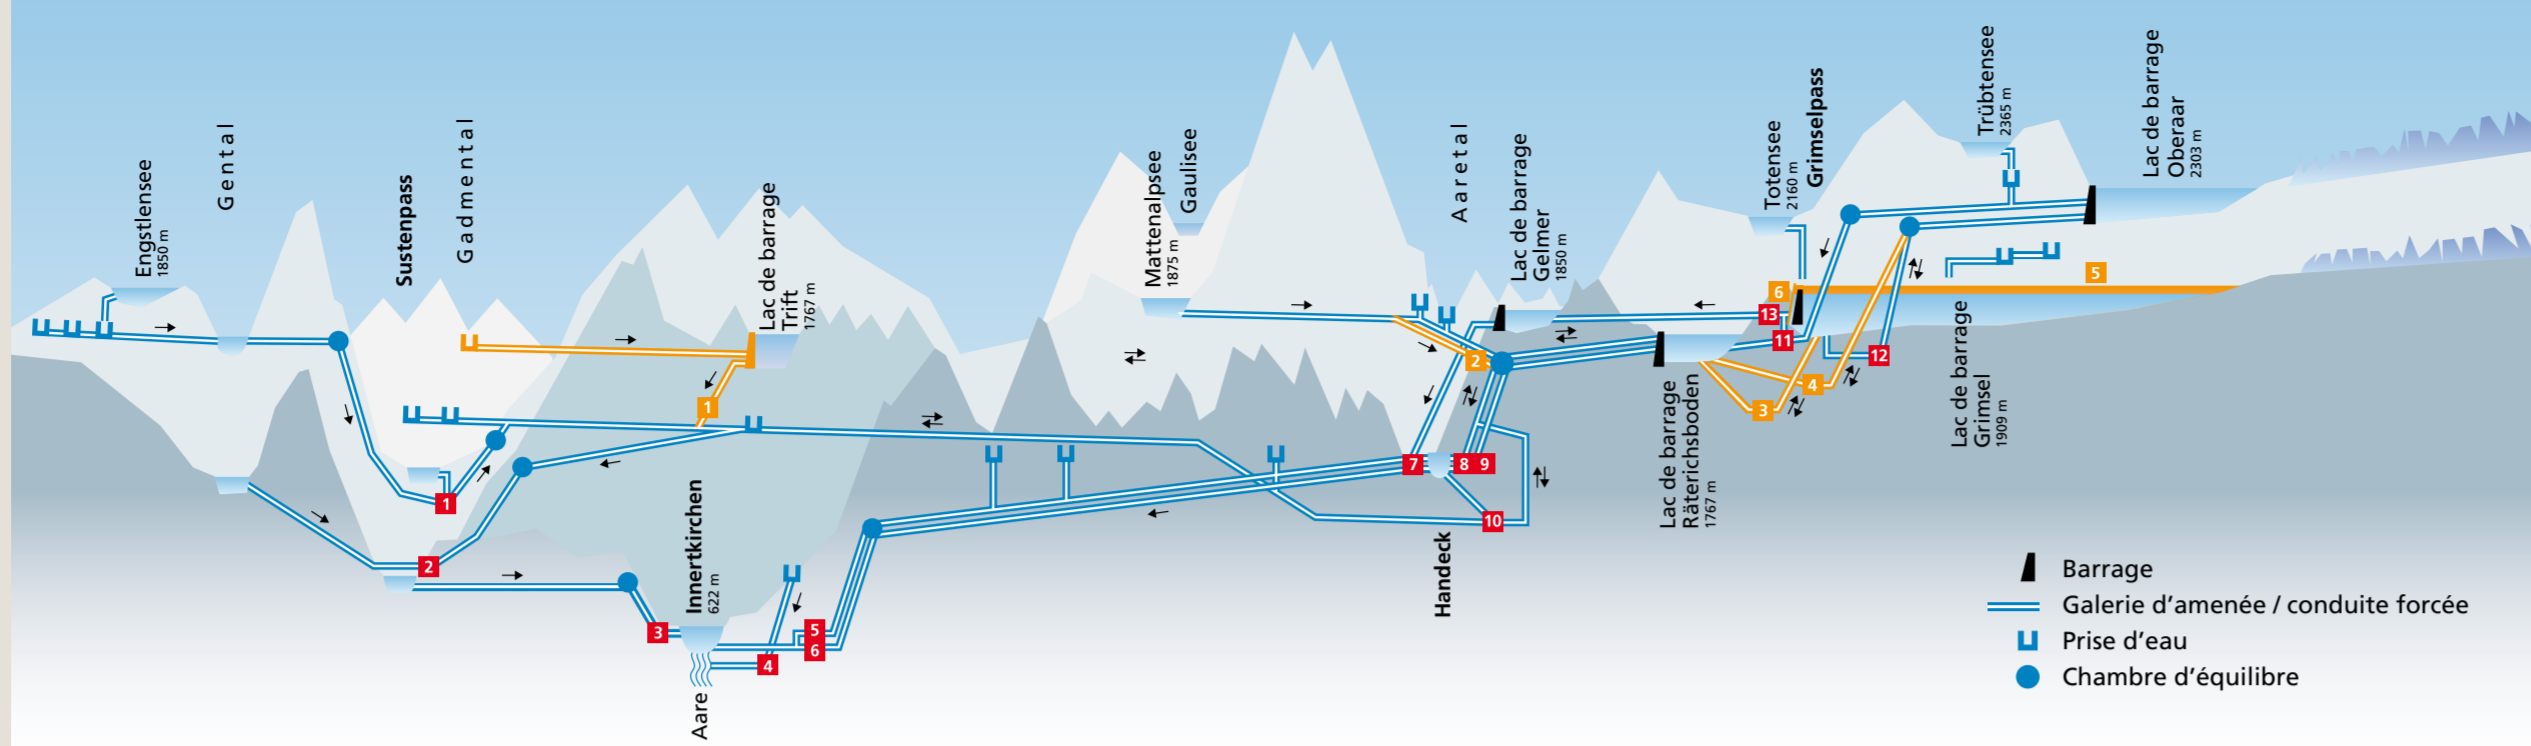 Engstlensee
1850 m
Gental
Sustenpass
Gadmental
Lac de barrage
Trift
1767 m
Mattenalpsee
1875 m
Gaulisee
Aaretal
Lac de barrage
Gelmer
1850 m
Totensee
2160 m
Grimselpass
Trübtensee
2365 m
Lac de barrage
Oberaar
2303 m
1
2
3
4
5
6
1
2
3
4
5
6
7
8
9
10
11
12
13
Innertkirchen
622 m
Aare
Handeck
Lac de barrage
Räterichsboden
1767 m
Lac de barrage
Grimsel
1909 m
Barrage
Galerie d'amenée / conduite forcée
Prise d'eau
Chambre d'équilibre